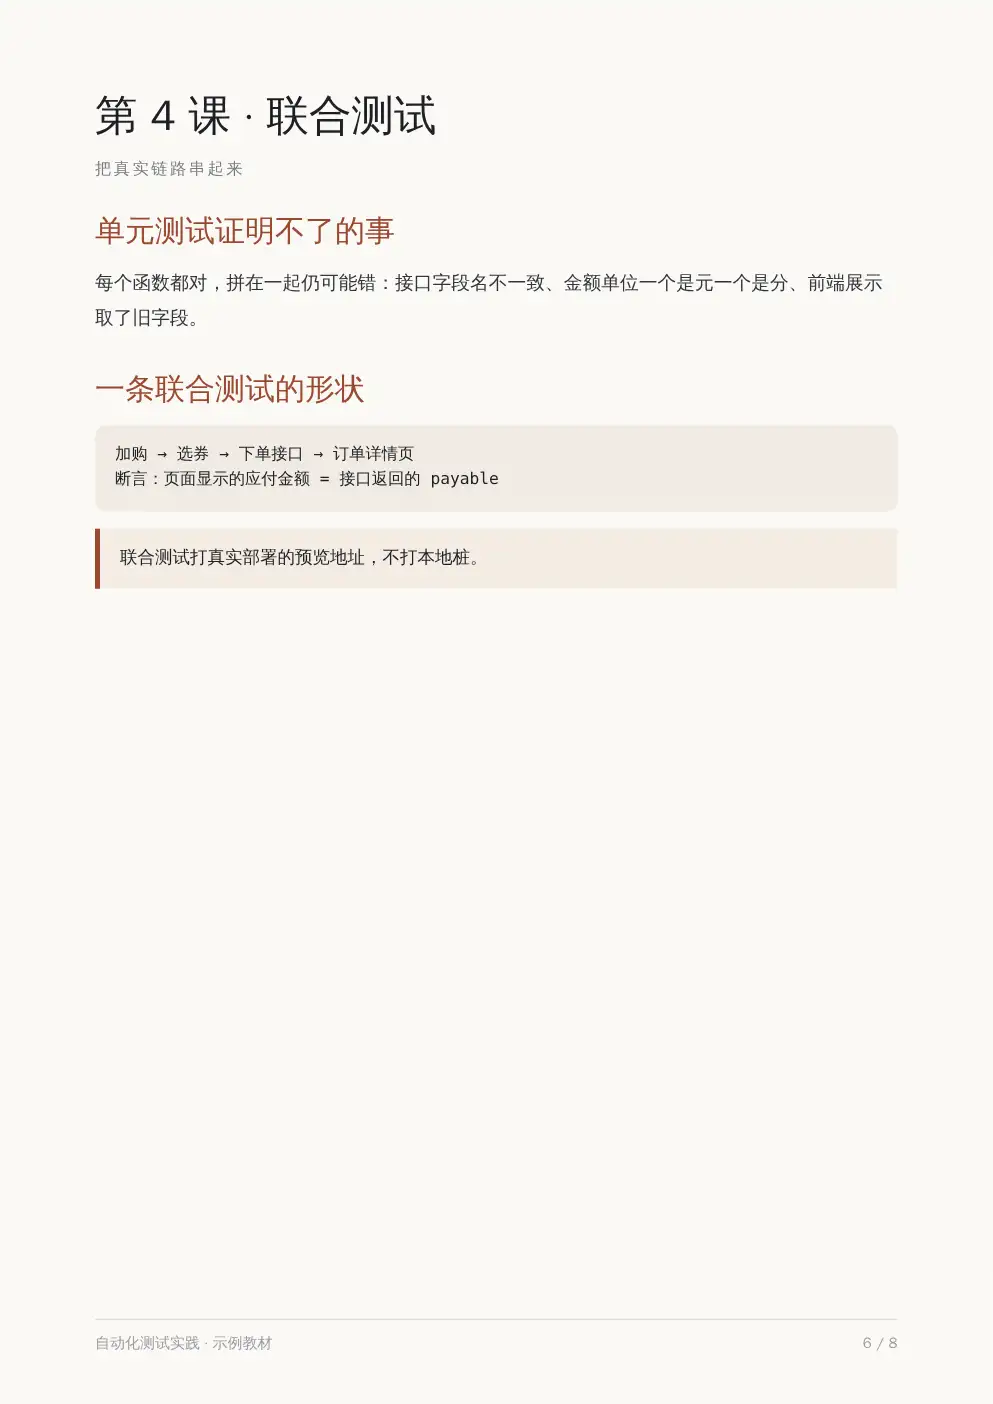 第 4 课 · 联合测试
把真实链路串起来
单元测试证明不了的事
每个函数都对，拼在一起仍可能错：接口字段名不一致、金额单位一个是元一个是分、前端展示
取了旧字段。
一条联合测试的形状
加购 → 选券 → 下单接口 → 订单详情页
断言：页面显示的应付金额 = 接口返回的 payable
联合测试打真实部署的预览地址，不打本地桩。
自动化测试实践 · 示例教材
6 / 8